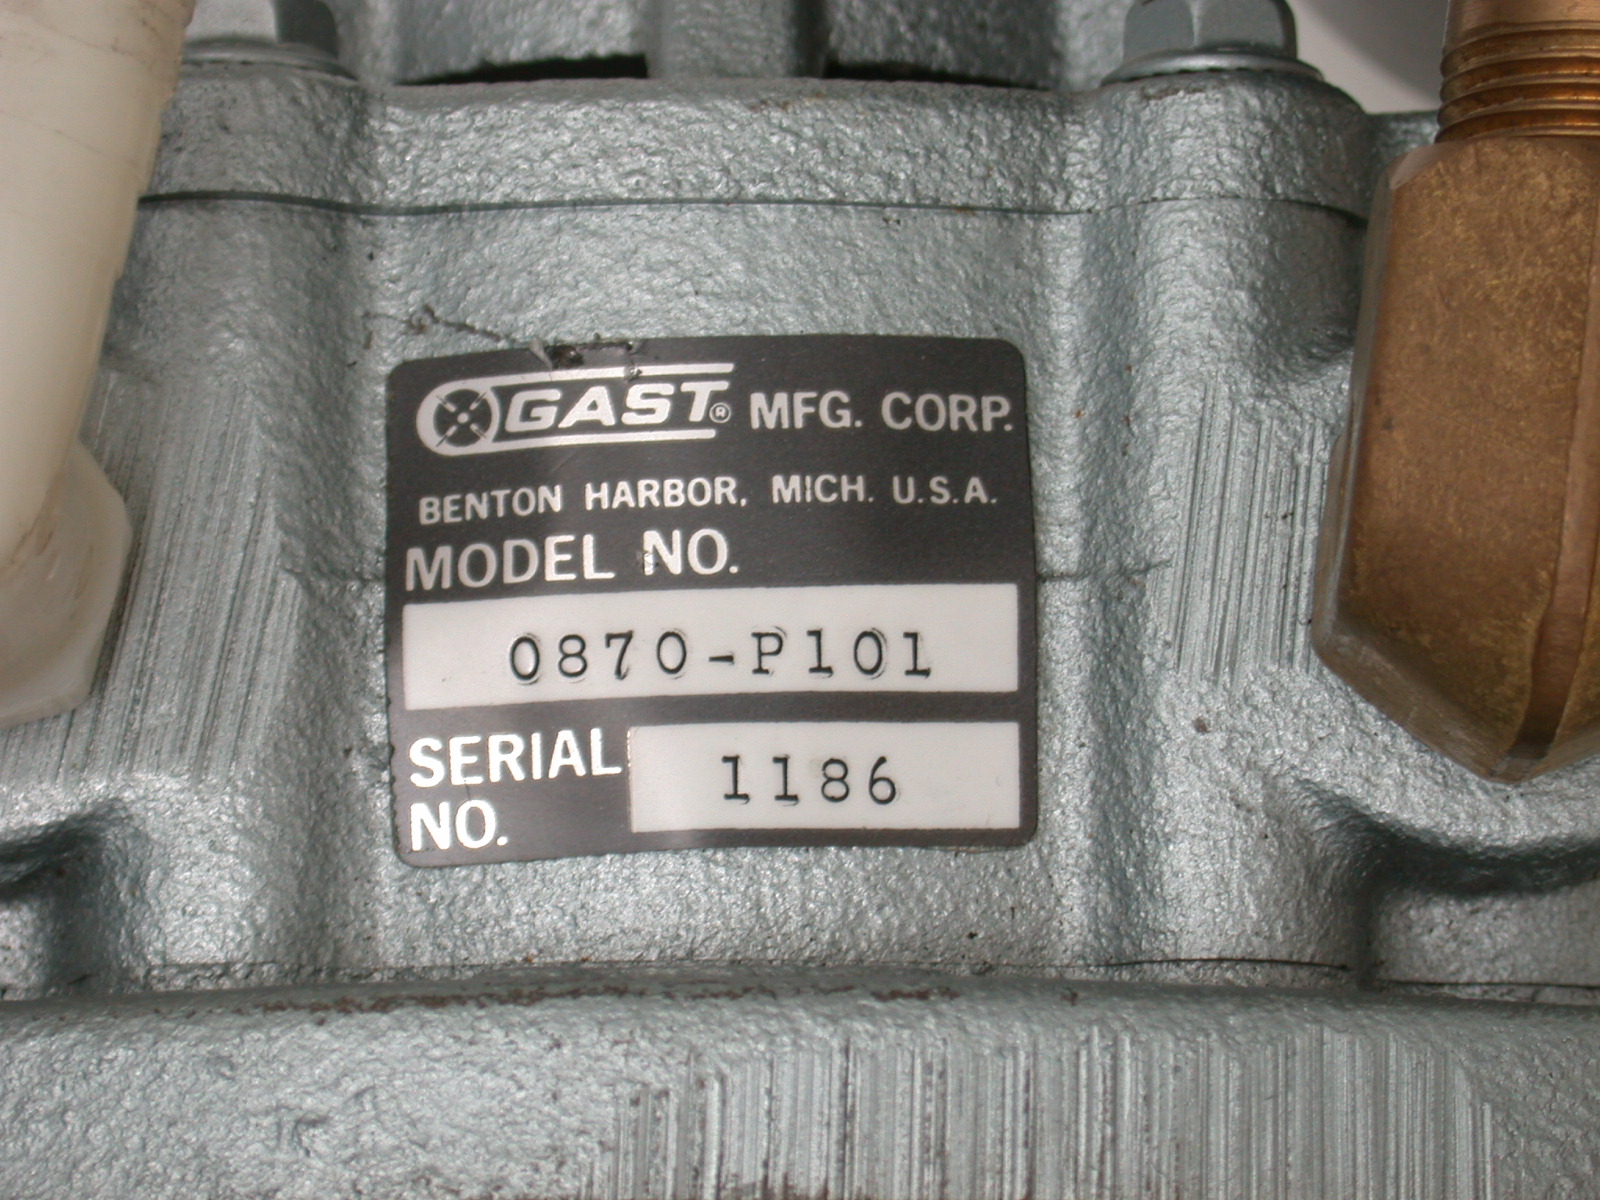 GAST® MFG. CORP.
BENTON HARBOR, MICH. U.S.A.
MODEL NO.
0870-P101
SERIAL NO.
1186